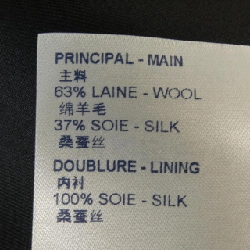 PRINCIPAL - MAIN
主料
63% LAINE - WOOL
绵羊毛
37% SOIE - SILK
桑蚕丝
DOUBLURE - LINING
内衬
100% SOIE - SILK
桑蚕丝